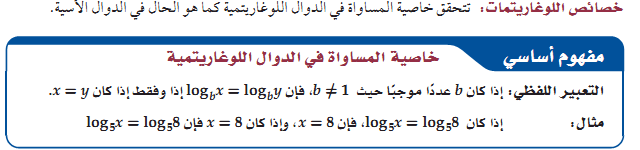 خصائص اللوغاريتمات: تتحقق خاصية المساواة في الدوال اللوغاريتمية كما هو الحال في الدوال الأسية.
مفهوم أساسي خاصية المساواة في الدوال اللوغاريتمية
التعبير اللفظي: إذا كان b عددًا موجبًا حيث b ≠ 1، فإن log_b x = log_b y إذا وفقط إذا كان x = y.
مثال: إذا كان log_5 x = log_5 8، فإن x = 8، وإذا كان x = 8 فإن log_5 x = log_5 8